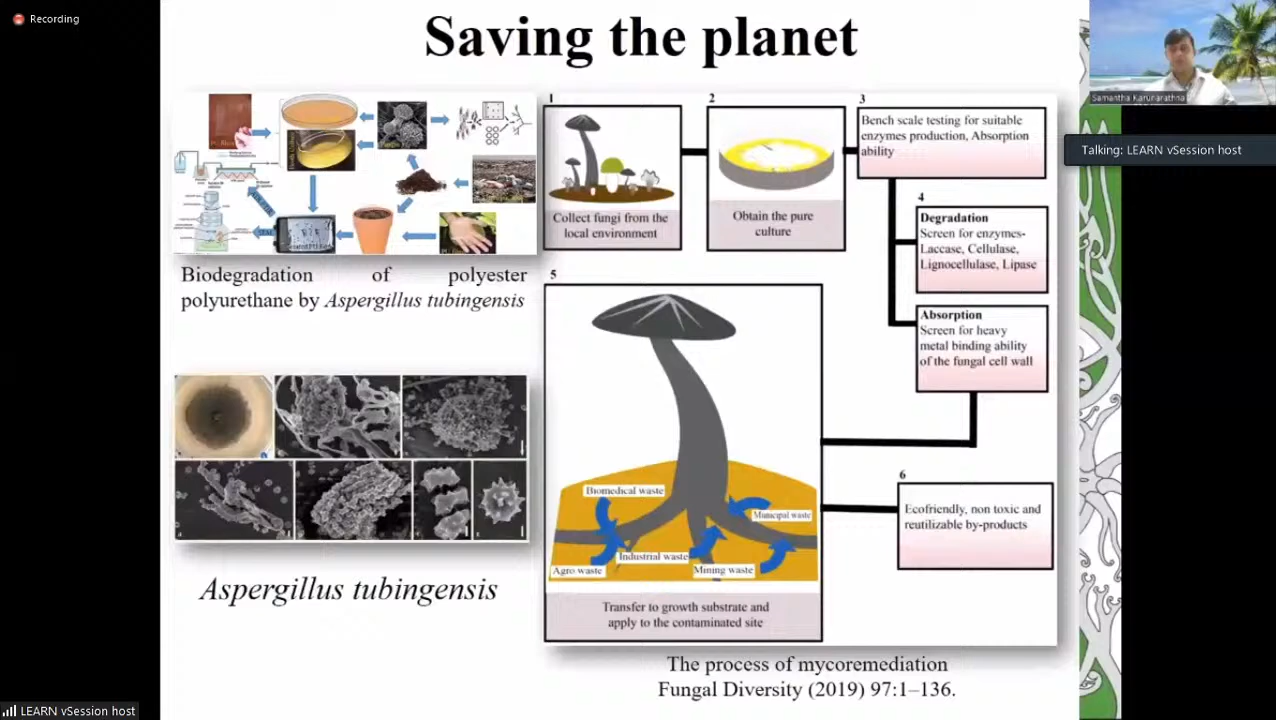 Recording
Saving the planet
Samantha Karunarathna
Talking: LEARN vSession host
Biodegradation of polyester
polyurethane by Aspergillus tubingensis
Aspergillus tubingensis
1
Collect fungi from the
local environment
2
Obtain the pure
culture
3
Bench scale testing for suitable
enzymes production, Absorption
ability
4
Degradation
Screen for enzymes-
Laccase, Cellulase,
Lignocellulase, Lipase
Absorption
Screen for heavy
metal binding ability
of the fungal cell wall
5
Biomedical waste
Municipal waste
Industrial waste
Agro waste
Mining waste
Transfer to growth substrate and
apply to the contaminated site
6
Ecofriendly, non toxic and
reutilizable by-products
The process of mycoremediation
Fungal Diversity (2019) 97:1–136.
LEARN vSession host